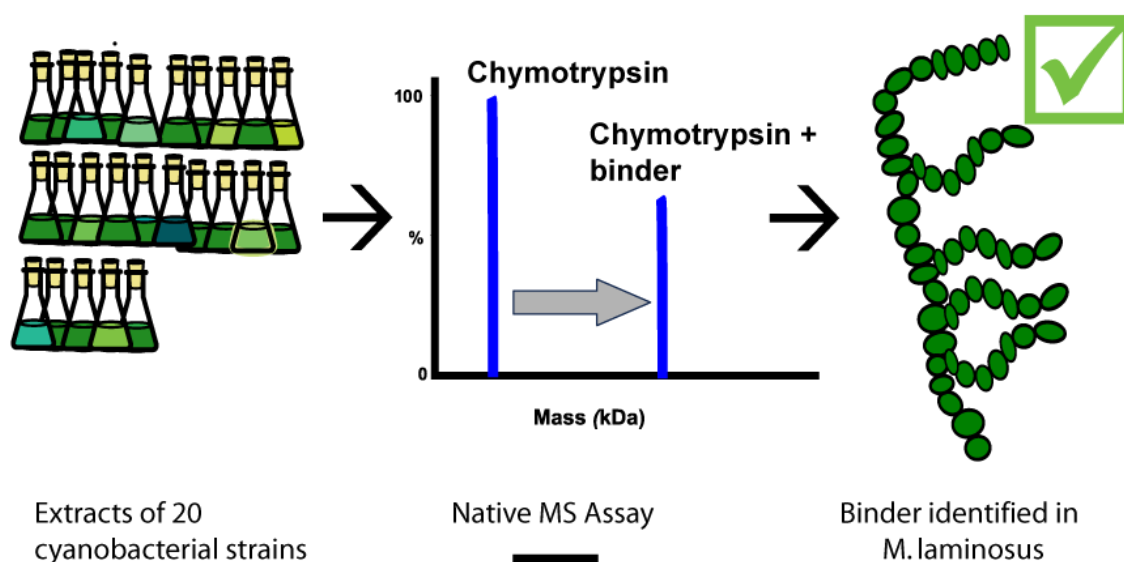 Chymotrypsin
100
Chymotrypsin +
binder
%
0
Mass (kDa)
Extracts of 20
cyanobacterial strains
Native MS Assay
Binder identified in
M. laminosus